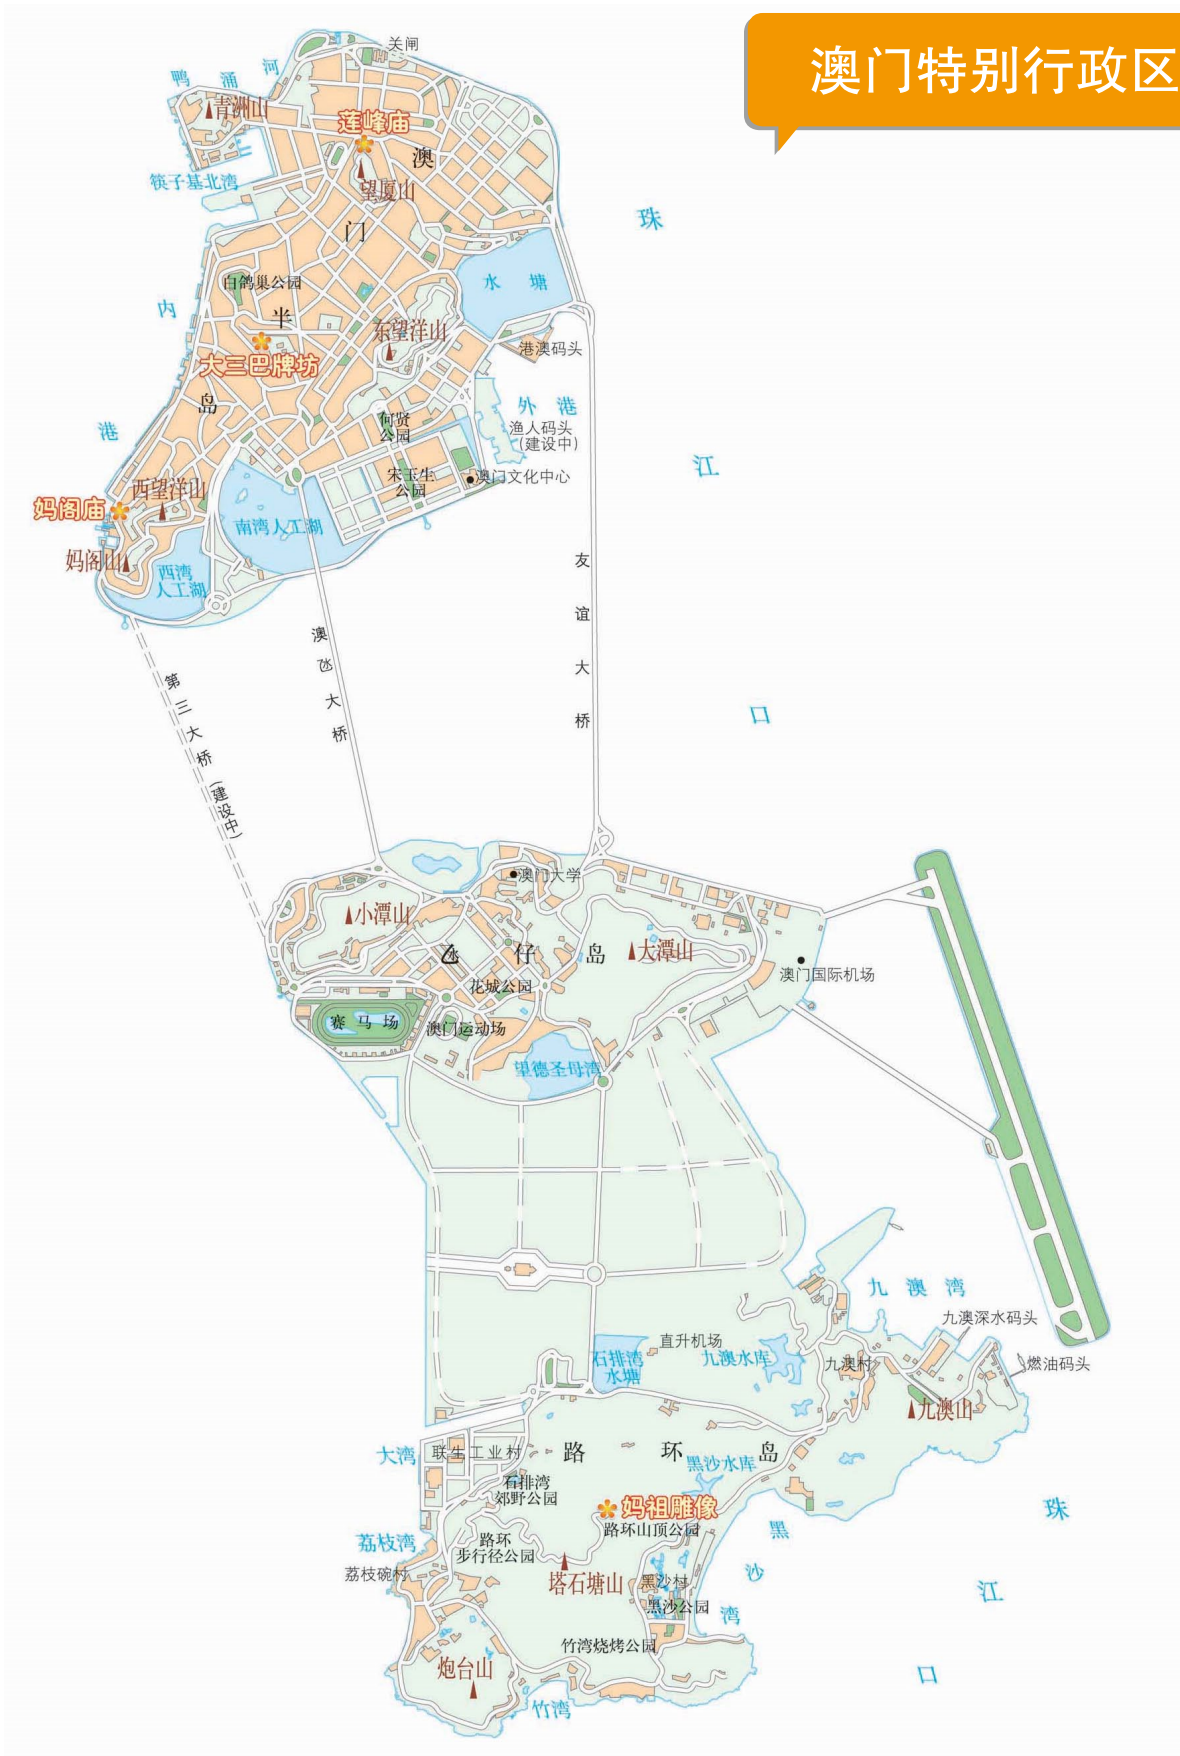 澳门特别行政区
关闸
鸭涌河
青洲山
莲峰庙
澳
望厦山
筷子基北湾
珠
门
白鸽巢公园
水塘
内
半
东望洋山
港澳码头
大三巴牌坊
岛
外港
何贤
公园
渔人码头
(建设中)
港
江
宋玉生
公园
澳门文化中心
西望洋山
妈阁庙
南湾人工湖
妈阁山
西湾
人工湖
友谊大桥
澳氹大桥
第三大桥(建设中)
口
澳门大学
小潭山
氹仔岛
大潭山
澳门国际机场
花城公园
赛马场
澳门运动场
望德圣母湾
九澳湾
九澳深水码头
直升机场
石排湾
水塘
九澳水库
九澳村
燃油码头
九澳山
大湾
联生工业村
路环岛
黑沙水库
石排湾
郊野公园
妈祖雕像
珠
路环山顶公园
黑
荔枝湾
路环
步行径公园
荔枝碗村
塔石塘山
黑沙村
沙
江
黑沙公园
湾
竹湾烧烤公园
炮台山
口
竹湾